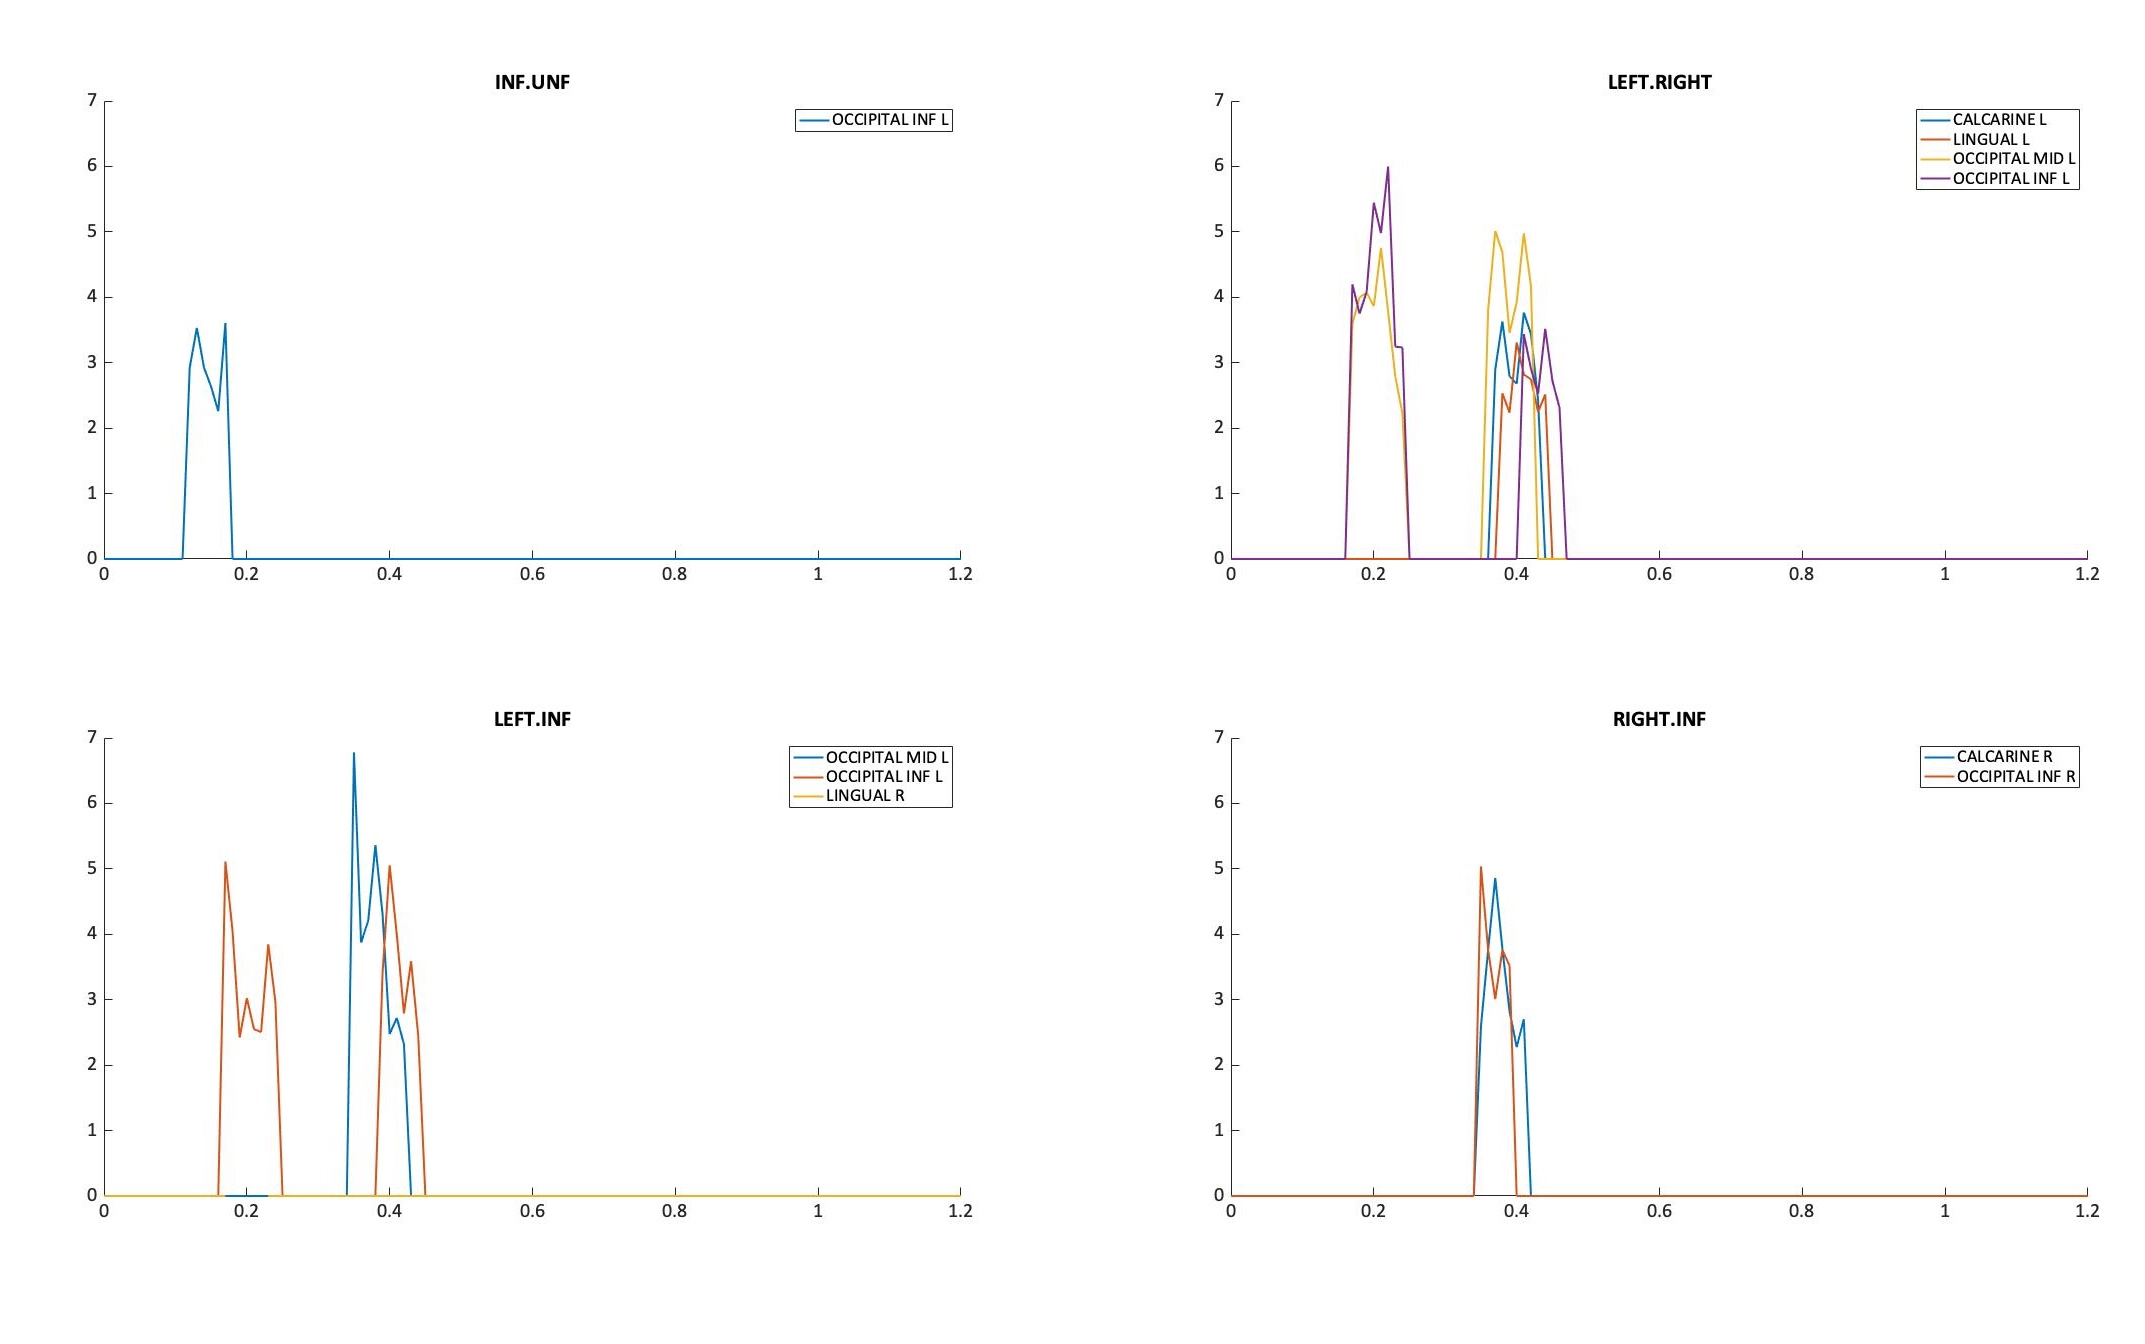 INF.UNF
7
6
5
4
3
2
1
0
0 0.2 0.4 0.6 0.8 1 1.2
OCCIPITAL INF L
LEFT.RIGHT
7
6
5
4
3
2
1
0
0 0.2 0.4 0.6 0.8 1 1.2
CALCARINE L
LINGUAL L
OCCIPITAL MID L
OCCIPITAL INF L
LEFT.INF
7
6
5
4
3
2
1
0
0 0.2 0.4 0.6 0.8 1 1.2
OCCIPITAL MID L
OCCIPITAL INF L
LINGUAL R
RIGHT.INF
7
6
5
4
3
2
1
0
0 0.2 0.4 0.6 0.8 1 1.2
CALCARINE R
OCCIPITAL INF R